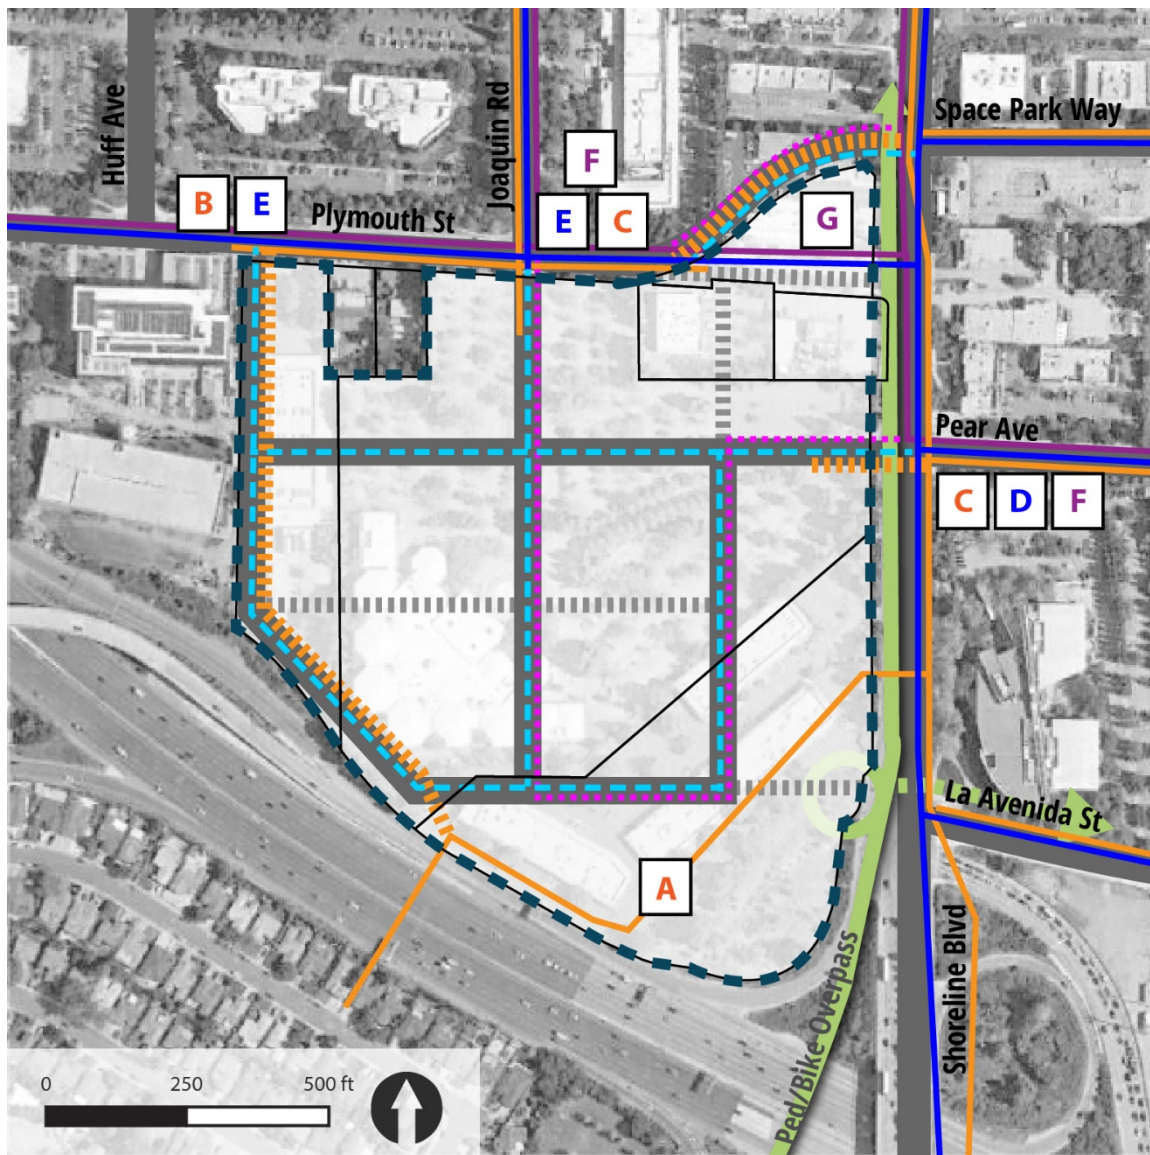 Huff Ave
Joaquin Rd
Space Park Way
F
B E
Plymouth St
E C
G
Pear Ave
C D F
La Avenida St
A
Ped/Bike Overpass
Shoreline Blvd
0 250 500 ft